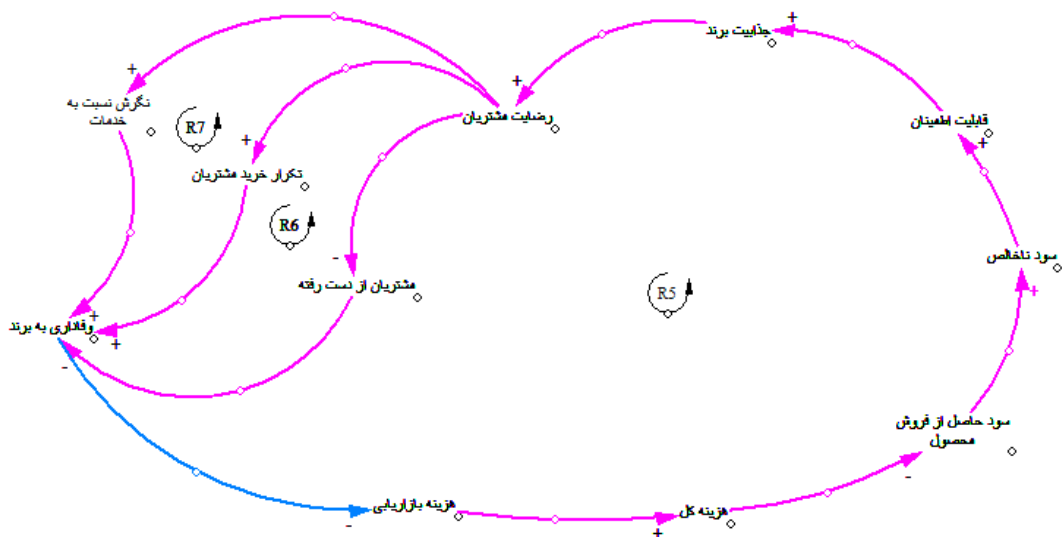 جذابیت برند
+
+
+
نگرش نسبت به
خدمات
R7
رضایت مشتریان
قابلیت اطمینان
+
+
تکرار خرید مشتریان
R6
-
سود ناخالص
مشتریان از دست رفته
R5
+
+
وفاداری به برند
+
-
سود حاصل از فروش
محصول
-
هزینه بازاریابی
هزینه کل
-
+